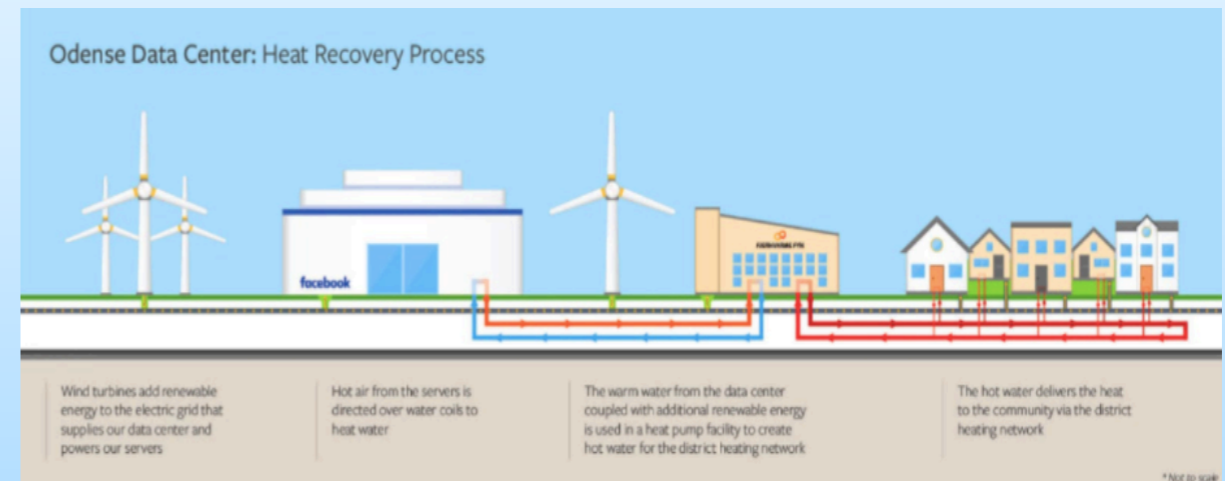 Odense Data Center: Heat Recovery Process
facebook
Wind turbines add renewable
energy to the electric grid that
supplies our data center and
powers our servers
Hot air from the servers is
directed over water coils to
heat water
The warm water from the data center
coupled with additional renewable energy
is used in a heat pump facility to create
hot water for the district heating network
The hot water delivers the heat
to the community via the district
heating network
* Not to scale